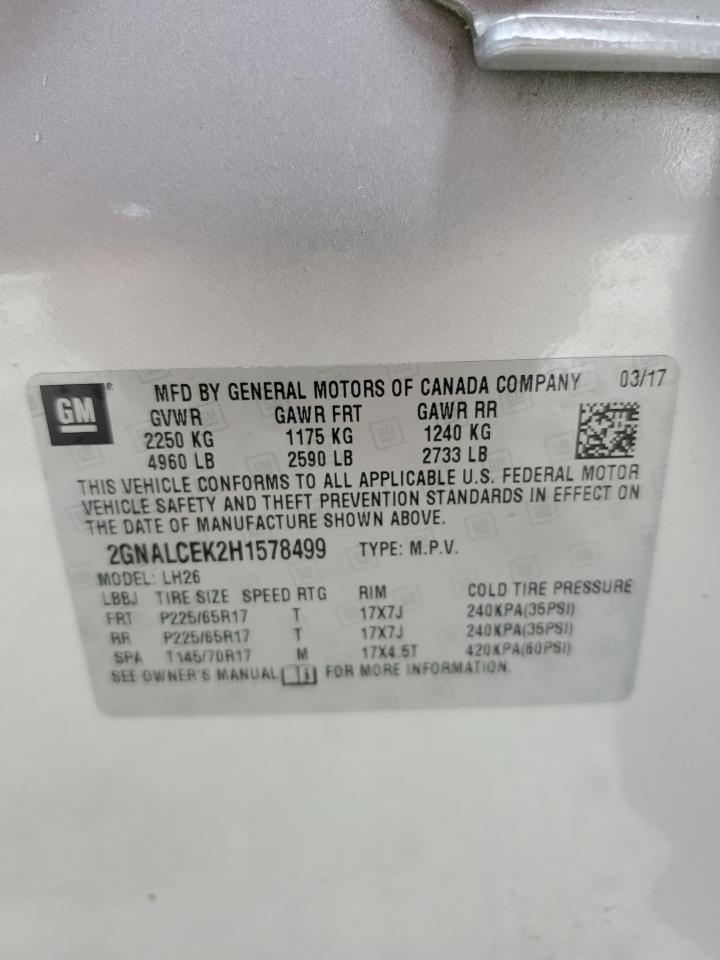 GM
®
MFD BY GENERAL MOTORS OF CANADA COMPANY 03/17
GVWR GAWR FRT GAWR RR
2250 KG 1175 KG 1240 KG
4960 LB 2590 LB 2733 LB
THIS VEHICLE CONFORMS TO ALL APPLICABLE U.S. FEDERAL MOTOR
VEHICLE SAFETY AND THEFT PREVENTION STANDARDS IN EFFECT ON
THE DATE OF MANUFACTURE SHOWN ABOVE.
2GNALCEK2H1578499 TYPE: M.P.V.
MODEL: LH26
LBBJ TIRE SIZE SPEED RTG RIM COLD TIRE PRESSURE
FRT P225/65R17 T 17X7J 240KPA(35PSI)
RR P225/65R17 T 17X7J 240KPA(35PSI)
SPA T145/70R17 M 17X4.5T 420KPA(60PSI)
SEE OWNER'S MANUAL FOR MORE INFORMATION.